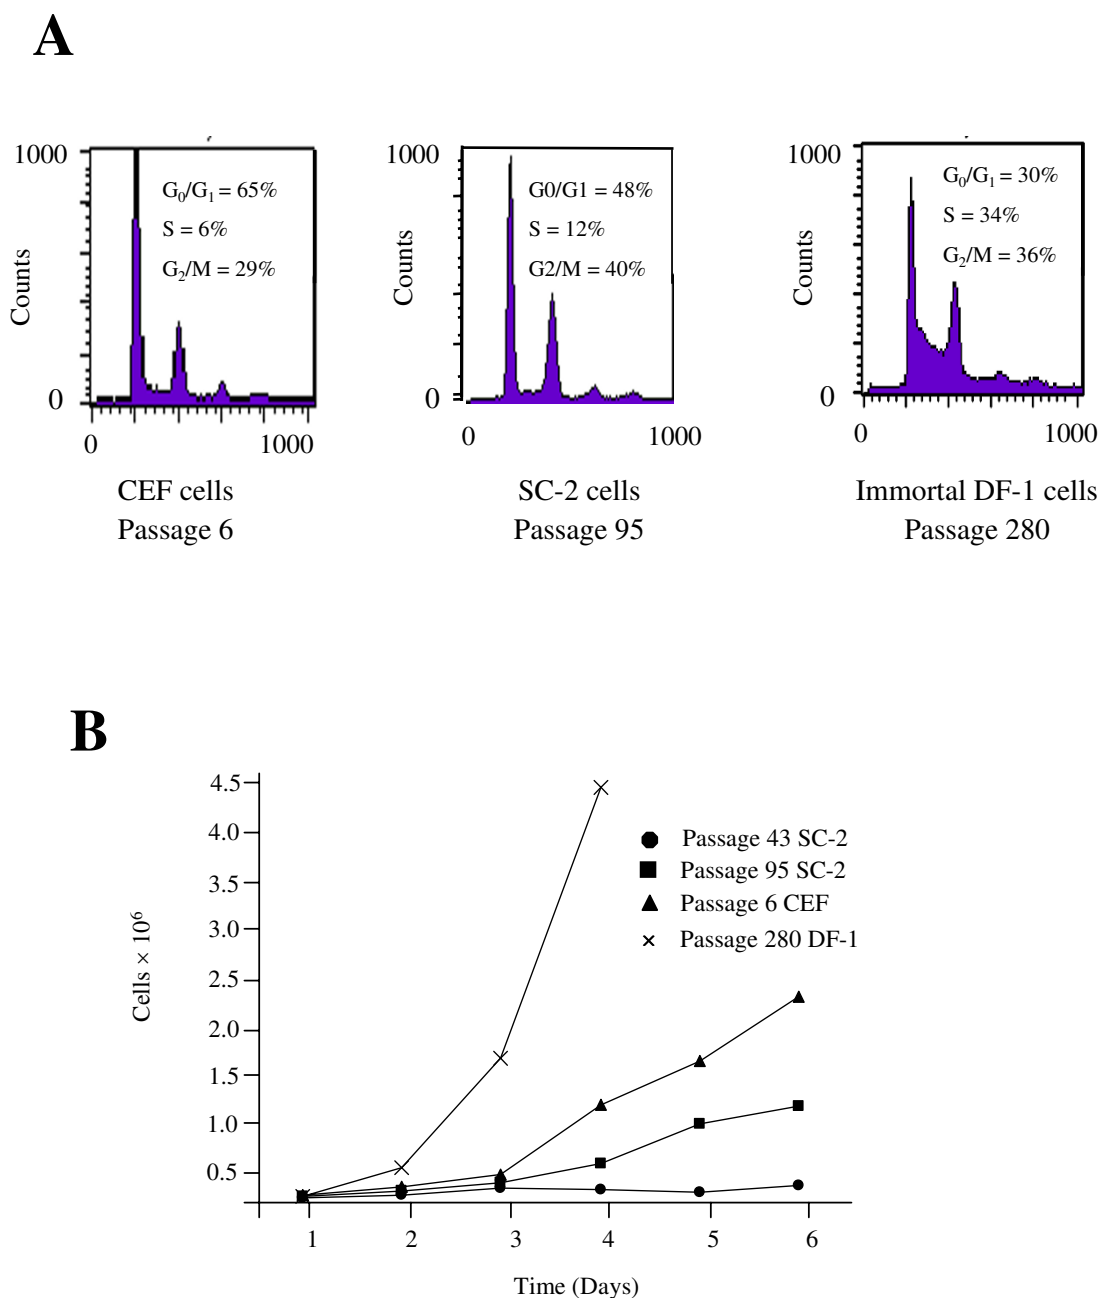 A
1000
G₀/G₁ = 65%
S = 6%
G₂/M = 29%
Counts
0
0
1000
CEF cells
Passage 6
1000
G0/G1 = 48%
S = 12%
G2/M = 40%
Counts
0
0
1000
SC-2 cells
Passage 95
1000
G₀/G₁ = 30%
S = 34%
G₂/M = 36%
Counts
0
0
1000
Immortal DF-1 cells
Passage 280
B
4.5
4.0
3.5
3.0
2.5
2.0
1.5
1.0
0.5
Cells × 10⁶
Passage 43 SC-2
Passage 95 SC-2
Passage 6 CEF
Passage 280 DF-1
1
2
3
4
5
6
Time (Days)